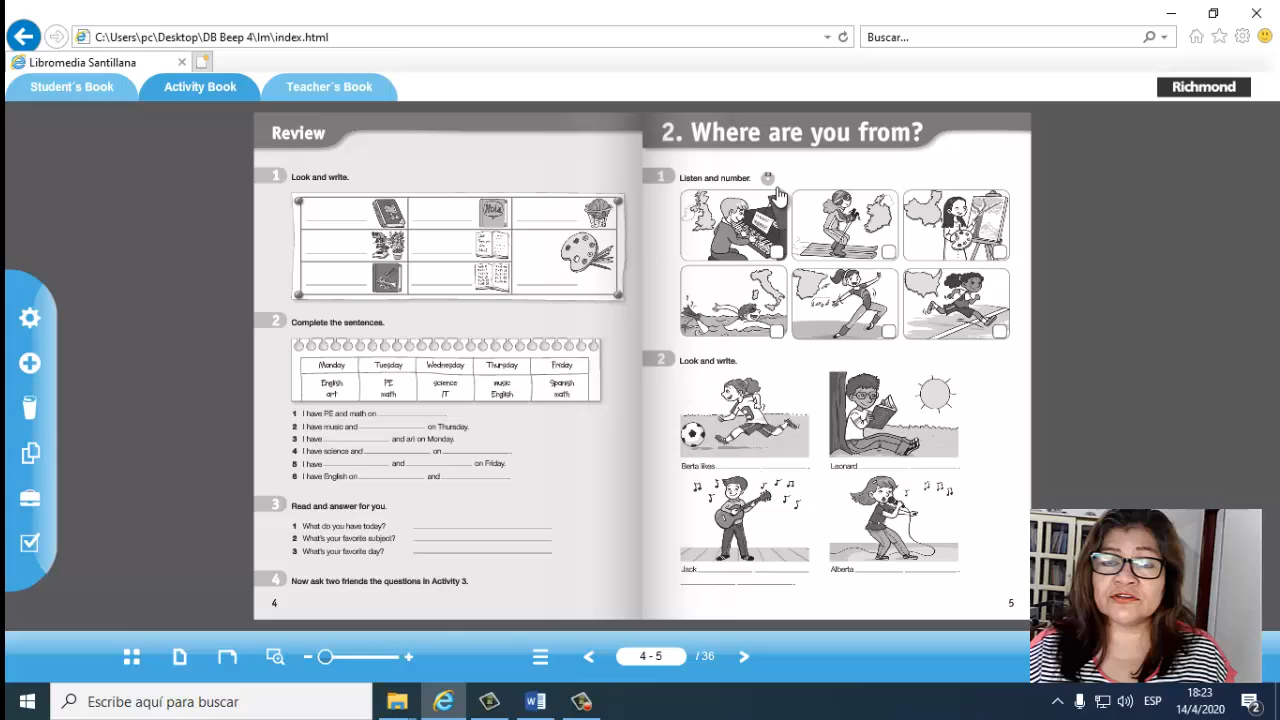 C:\Users\pc\Desktop\DB Beep 4\lm\index.html
Buscar...
Libromedia Santillana
Student´s Book
Activity Book
Teacher´s Book
Richmond
Review
1 Look and write.
2 Complete the sentences.
Monday Tuesday Wednesday Thursday Friday
English PE science music Spanish
art math IT English math
1 I have PE and math on
2 I have music and on Thursday.
3 I have and art on Monday.
4 I have science and on .
5 I have and on Friday.
6 I have English on and .
3 Read and answer for you.
1 What do you have today?
2 What's your favorite subject?
3 What's your favorite day?
4 Now ask two friends the questions in Activity 3.
4
2. Where are you from?
1 Listen and number.
2 Look and write.
Berta likes .
Leonard .
Jack
Alberta .
5
4 - 5 / 36
Escribe aquí para buscar
ESP
18:23
14/4/2020
2